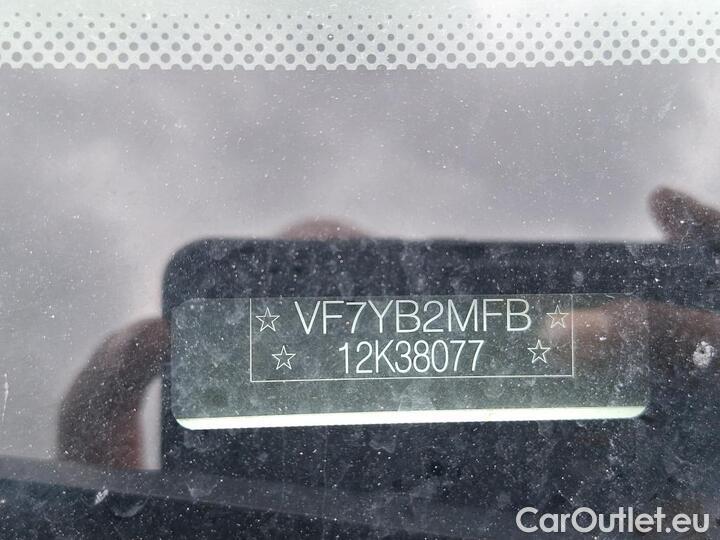 ☆ VF7YB2MFB ☆
☆ 12K38077 ☆
CarOutlet.eu